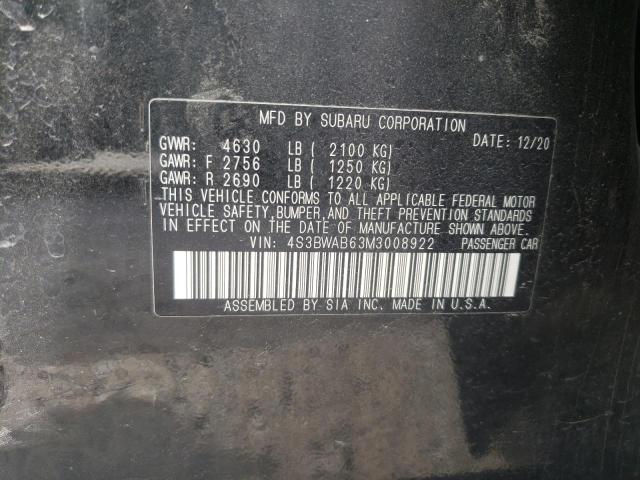 MFD BY SUBARU CORPORATION
DATE: 12/20
GVWR: 4630 LB ( 2100 KG)
GAWR: F 2756 LB ( 1250 KG)
GAWR: R 2690 LB ( 1220 KG)
THIS VEHICLE CONFORMS TO ALL APPLICABLE FEDERAL MOTOR
VEHICLE SAFETY, BUMPER, AND THEFT PREVENTION STANDARDS
IN EFFECT ON THE DATE OF MANUFACTURE SHOWN ABOVE.
VIN: 4S3BWAB63M3008922 PASSENGER CAR
ASSEMBLED BY SIA INC. MADE IN U.S.A.